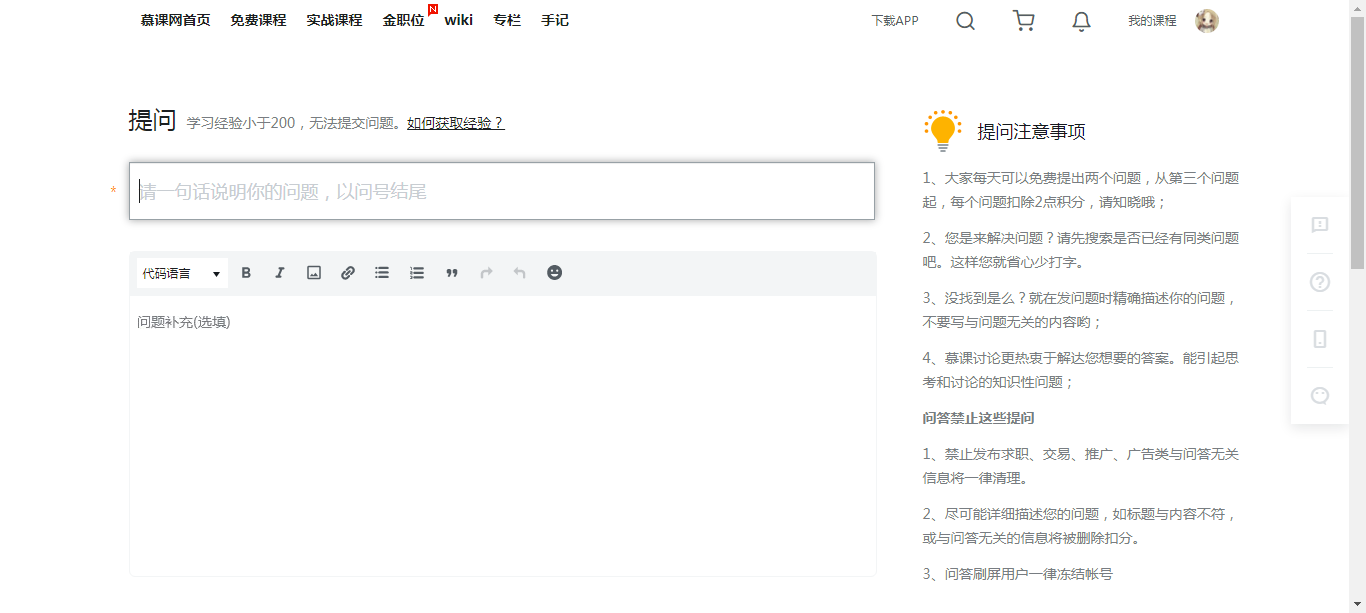 慕课网首页 免费课程 实战课程 金职位 N wiki 专栏 手记 下载APP 我的课程
提问 学习经验小于200，无法提交问题。如何获取经验？
* 请一句话说明你的问题，以问号结尾
代码语言 B I
问题补充(选填)
提问注意事项
1、大家每天可以免费提出两个问题，从第三个问题
起，每个问题扣除2点积分，请知晓哦；
2、您是来解决问题？请先搜索是否已经有同类问题
吧。这样您就省心少打字。
3、没找到是么？就在发问题时精确描述你的问题，
不要写与问题无关的内容哟；
4、慕课讨论更热衷于解达您想要的答案。能引起思
考和讨论的知识性问题；
问答禁止这些提问
1、禁止发布求职、交易、推广、广告类与问答无关
信息将一律清理。
2、尽可能详细描述您的问题，如标题与内容不符，
或与问答无关的信息将被删除扣分。
3、问答刷屏用户一律冻结帐号